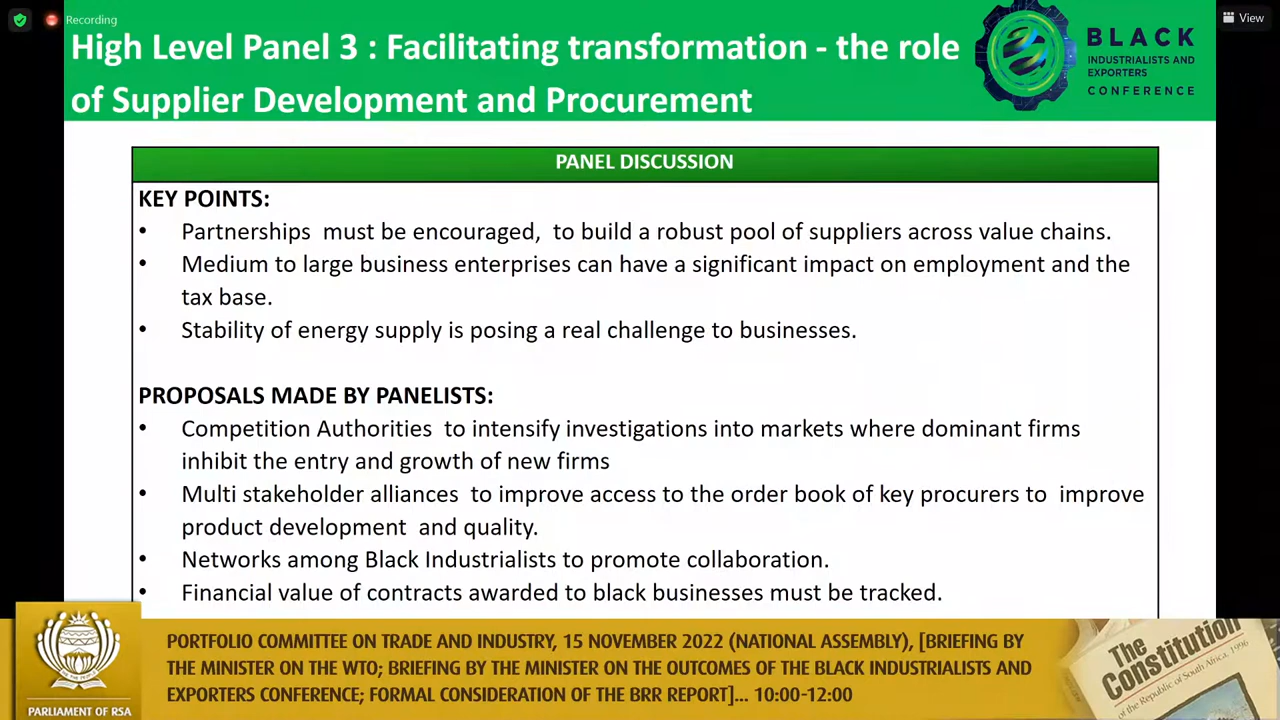 Recording
View
High Level Panel 3 : Facilitating transformation - the role
of Supplier Development and Procurement
BLACK
INDUSTRIALISTS AND
EXPORTERS
CONFERENCE
PANEL DISCUSSION
KEY POINTS:
• Partnerships must be encouraged, to build a robust pool of suppliers across value chains.
• Medium to large business enterprises can have a significant impact on employment and the
tax base.
• Stability of energy supply is posing a real challenge to businesses.
PROPOSALS MADE BY PANELISTS:
• Competition Authorities to intensify investigations into markets where dominant firms
inhibit the entry and growth of new firms
• Multi stakeholder alliances to improve access to the order book of key procurers to improve
product development and quality.
• Networks among Black Industrialists to promote collaboration.
• Financial value of contracts awarded to black businesses must be tracked.
PORTFOLIO COMMITTEE ON TRADE AND INDUSTRY, 15 NOVEMBER 2022 (NATIONAL ASSEMBLY), [BRIEFING BY
THE MINISTER ON THE WTO; BRIEFING BY THE MINISTER ON THE OUTCOMES OF THE BLACK INDUSTRIALISTS AND
EXPORTERS CONFERENCE; FORMAL CONSIDERATION OF THE BRR REPORT]... 10:00-12:00
PARLIAMENT OF RSA
The
Constitution
of the Republic of South Africa, 1996